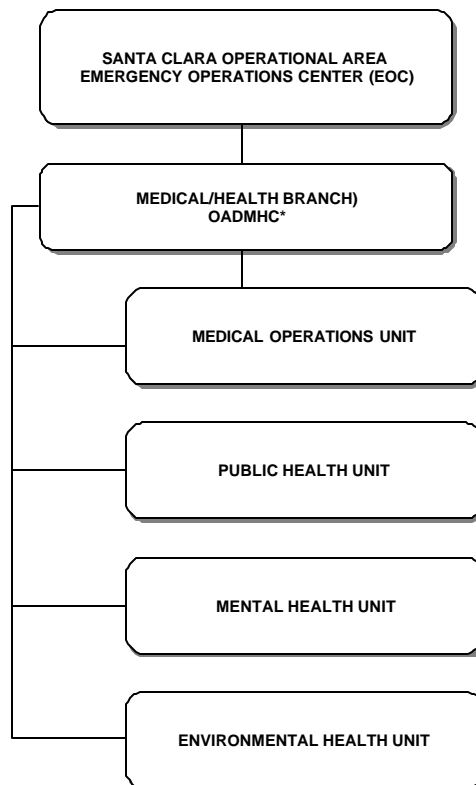 SANTA CLARA OPERATIONAL AREA
EMERGENCY OPERATIONS CENTER (EOC)
MEDICAL/HEALTH BRANCH)
OADMHC*
MEDICAL OPERATIONS UNIT
PUBLIC HEALTH UNIT
MENTAL HEALTH UNIT
ENVIRONMENTAL HEALTH UNIT